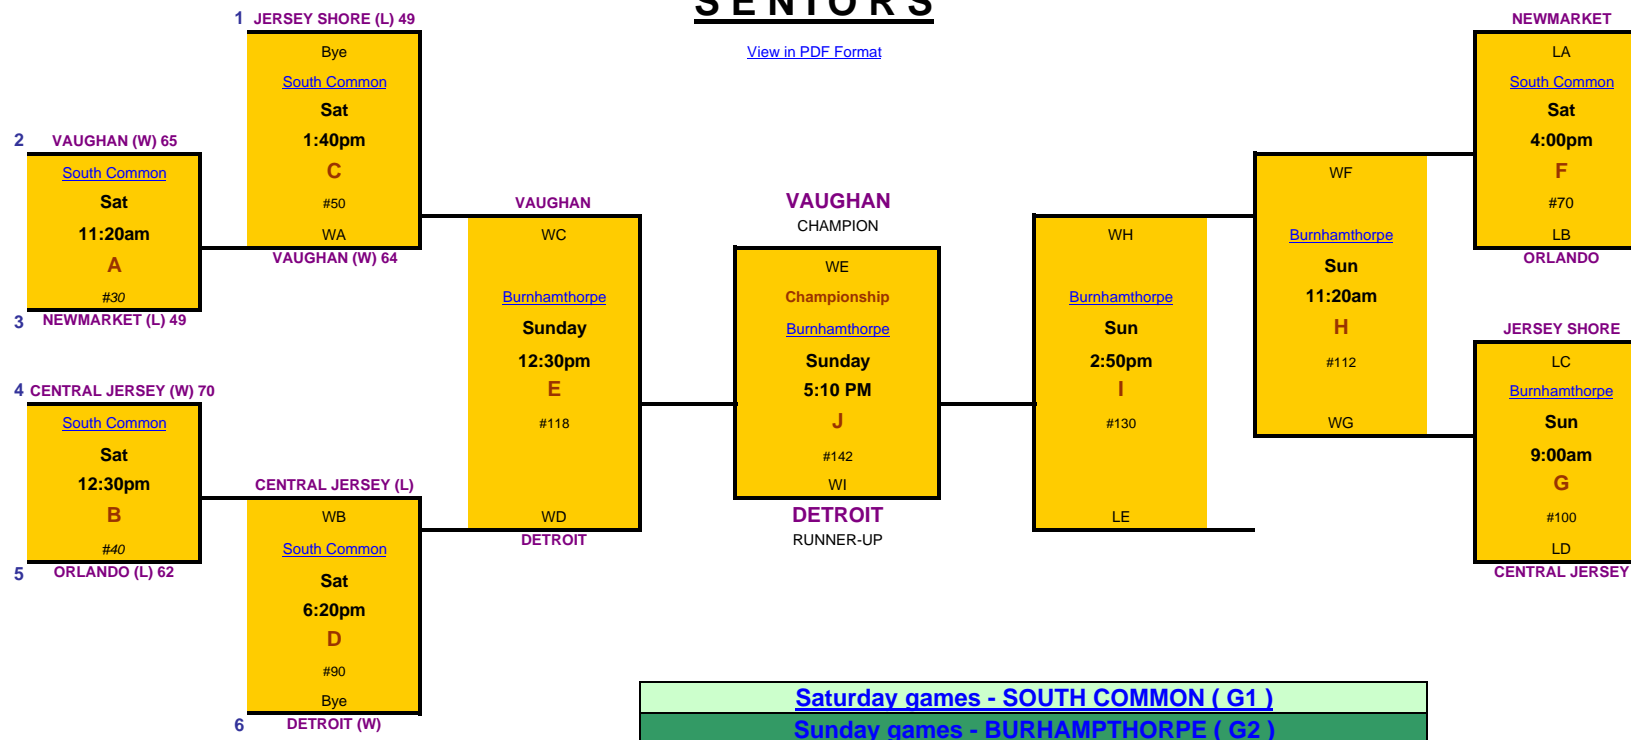 SENIORS
View in PDF Format
1 JERSEY SHORE (L) 49
Bye
South Common
Sat
1:40pm
C
#50
WA
VAUGHAN (W) 64
2 VAUGHAN (W) 65
South Common
Sat
11:20am
A
#30
3 NEWMARKET (L) 49
4 CENTRAL JERSEY (W) 70
South Common
Sat
12:30pm
B
#40
5 ORLANDO (L) 62
CENTRAL JERSEY (L)
WB
South Common
Sat
6:20pm
D
#90
Bye
6 DETROIT (W)
VAUGHAN
WC
Burnhamthorpe
Sunday
12:30pm
E
#118
WD
DETROIT
VAUGHAN
CHAMPION
WE
Championship
Burnhamthorpe
Sunday
5:10 PM
J
#142
WI
DETROIT
RUNNER-UP
WH
Burnhamthorpe
Sun
2:50pm
I
#130
LE
WF
Burnhamthorpe
Sun
11:20am
H
#112
WG
NEWMARKET
LA
South Common
Sat
4:00pm
F
#70
LB
ORLANDO
JERSEY SHORE
LC
Burnhamthorpe
Sun
9:00am
G
#100
LD
CENTRAL JERSEY
Saturday games - SOUTH COMMON ( G1 )
Sunday games - BURHAMPTHORPE ( G2 )